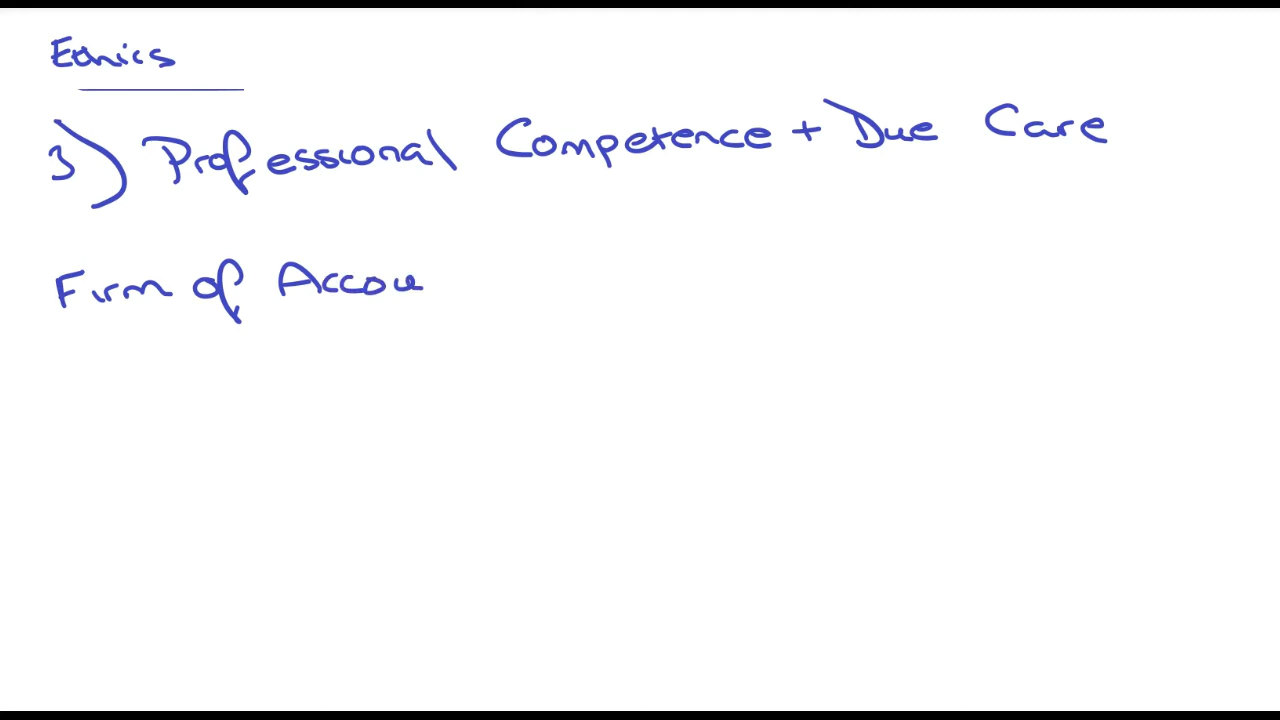 Ethics
3) Professional Competence + Due Care
Firm of Accou